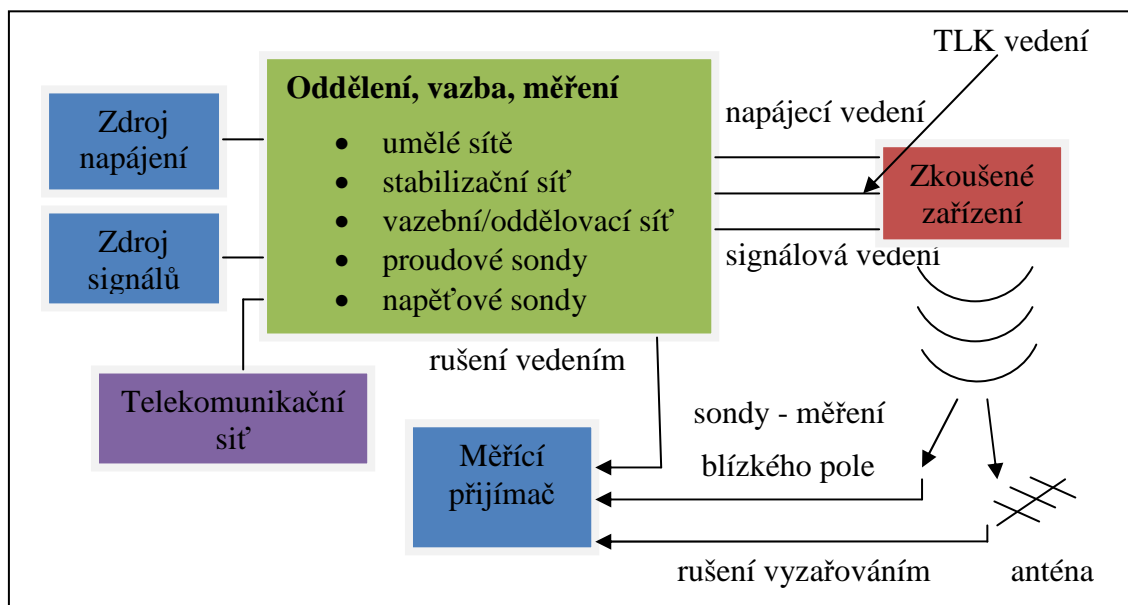 TLK vedení
Oddělení, vazba, měření
• umělé sítě
• stabilizační síť
• vazební/oddělovací síť
• proudové sondy
• napěťové sondy
Zdroj
napájení
Zdroj
signálů
Telekomunikační
siť
napájecí vedení
signálová vedení
Zkoušené
zařízení
rušení vedením
Měřící
přijímač
sondy - měření
blízkého pole
rušení vyzařováním
anténa